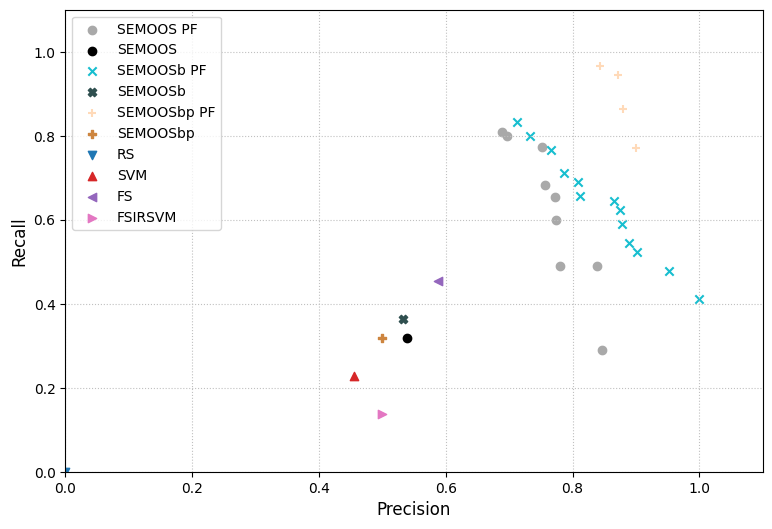 1.0
0.8
0.6
0.4
0.2
0.0
Recall
SEMOOS PF
SEMOOS
SEMOOSb PF
SEMOOSb
SEMOOSbp PF
SEMOOSbp
RS
SVM
FS
FSIRSVM
0.0 0.2 0.4 0.6 0.8 1.0
Precision